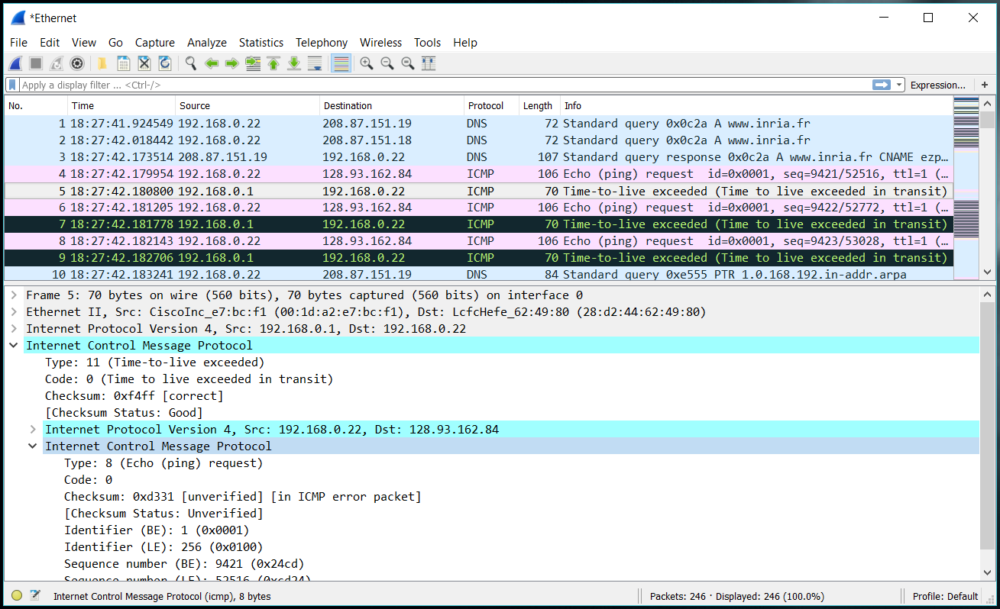 *Ethernet
File Edit View Go Capture Analyze Statistics Telephony Wireless Tools Help
Apply a display filter ... <Ctrl-/> Expression... +
No. Time Source Destination Protocol Length Info
1 18:27:41.924549 192.168.0.22 208.87.151.19 DNS 72 Standard query 0x0c2a A www.inria.fr
2 18:27:42.018442 192.168.0.22 208.87.151.18 DNS 72 Standard query 0x0c2a A www.inria.fr
3 18:27:42.173514 208.87.151.19 192.168.0.22 DNS 107 Standard query response 0x0c2a A www.inria.fr CNAME ezp…
4 18:27:42.179954 192.168.0.22 128.93.162.84 ICMP 106 Echo (ping) request id=0x0001, seq=9421/52516, ttl=1 (…
5 18:27:42.180800 192.168.0.1 192.168.0.22 ICMP 70 Time-to-live exceeded (Time to live exceeded in transit)
6 18:27:42.181205 192.168.0.22 128.93.162.84 ICMP 106 Echo (ping) request id=0x0001, seq=9422/52772, ttl=1 (…
7 18:27:42.181778 192.168.0.1 192.168.0.22 ICMP 70 Time-to-live exceeded (Time to live exceeded in transit)
8 18:27:42.182143 192.168.0.22 128.93.162.84 ICMP 106 Echo (ping) request id=0x0001, seq=9423/53028, ttl=1 (…
9 18:27:42.182706 192.168.0.1 192.168.0.22 ICMP 70 Time-to-live exceeded (Time to live exceeded in transit)
10 18:27:42.183241 192.168.0.22 208.87.151.19 DNS 84 Standard query 0xe555 PTR 1.0.168.192.in-addr.arpa
Frame 5: 70 bytes on wire (560 bits), 70 bytes captured (560 bits) on interface 0
Ethernet II, Src: CiscoInc_e7:bc:f1 (00:1d:a2:e7:bc:f1), Dst: LcfcHefe_62:49:80 (28:d2:44:62:49:80)
Internet Protocol Version 4, Src: 192.168.0.1, Dst: 192.168.0.22
Internet Control Message Protocol
Type: 11 (Time-to-live exceeded)
Code: 0 (Time to live exceeded in transit)
Checksum: 0xf4ff [correct]
[Checksum Status: Good]
Internet Protocol Version 4, Src: 192.168.0.22, Dst: 128.93.162.84
Internet Control Message Protocol
Type: 8 (Echo (ping) request)
Code: 0
Checksum: 0xd331 [unverified] [in ICMP error packet]
[Checksum Status: Unverified]
Identifier (BE): 1 (0x0001)
Identifier (LE): 256 (0x0100)
Sequence number (BE): 9421 (0x24cd)
Sequence number (LE): 52516 (0xcd24)
Internet Control Message Protocol (icmp), 8 bytes Packets: 246 · Displayed: 246 (100.0%) Profile: Default